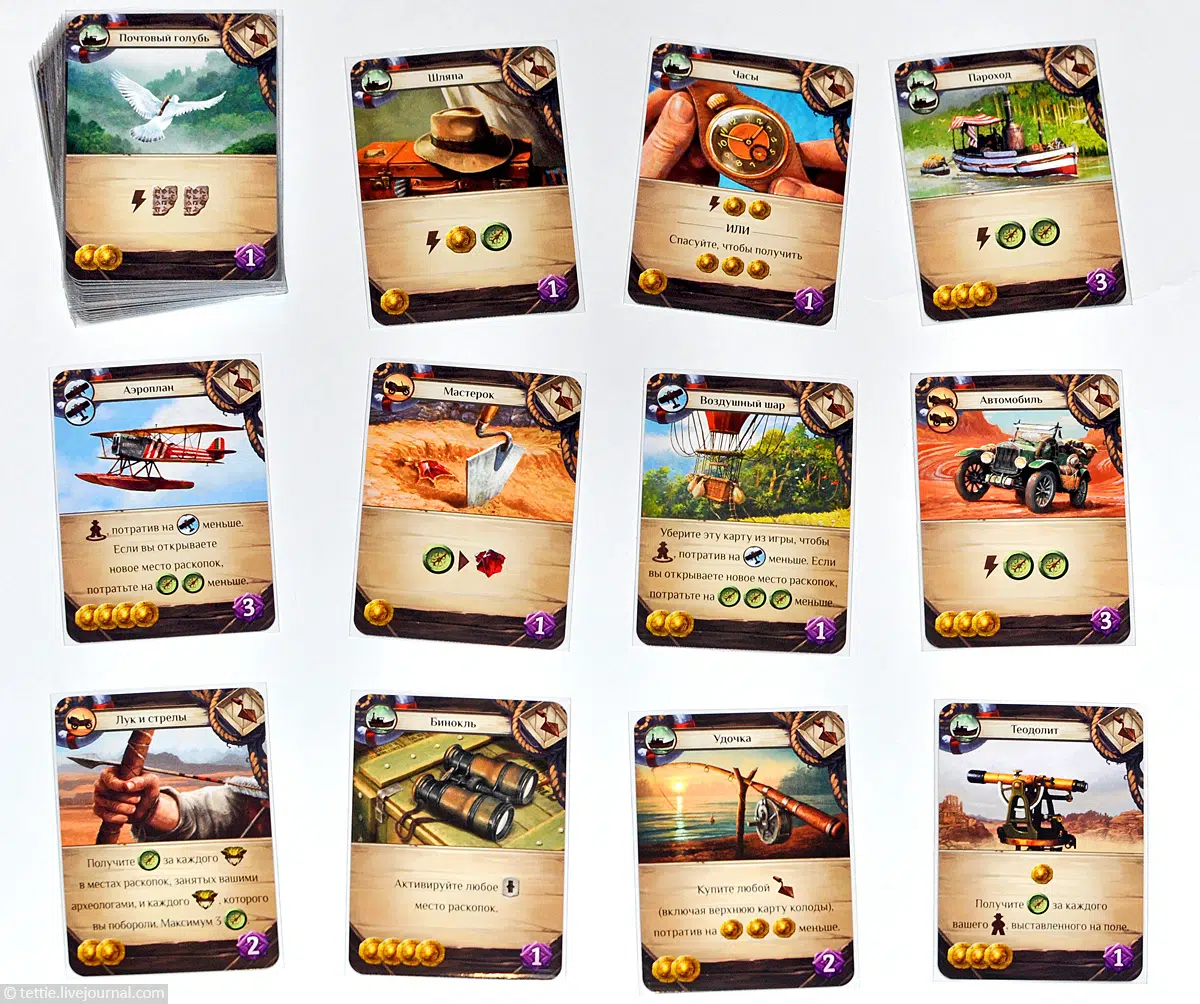 Почтовый голубь
1
Шляпа
1
Часы
ИЛИ
Спасуйте, чтобы получить
1
Пароход
3
Аэроплан
, потратив на меньше.
Если вы открываете
новое место раскопок,
потратьте на меньше.
3
Мастерок
1
Воздушный шар
Уберите эту карту из игры, чтобы
, потратив на меньше. Если
вы открываете новое место раскопок,
потратьте на меньше.
1
Автомобиль
3
Лук и стрелы
Получите за каждого
в местах раскопок, занятых вашими
археологами, и каждого , которого
вы побороли. Максимум 3
2
Бинокль
Активируйте любое
место раскопок.
1
Удочка
Купите любой
(включая верхнюю карту колоды),
потратив на меньше.
2
Теодолит
Получите за каждого
вашего , выставленного на поле.
1
© tettie.livejournal.com